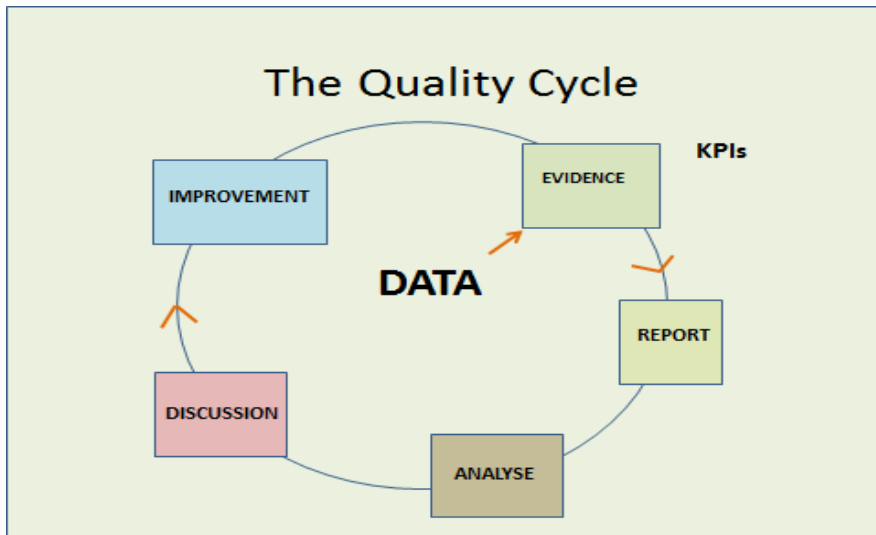 The Quality Cycle
KPIs
EVIDENCE
IMPROVEMENT
DATA
REPORT
DISCUSSION
ANALYSE